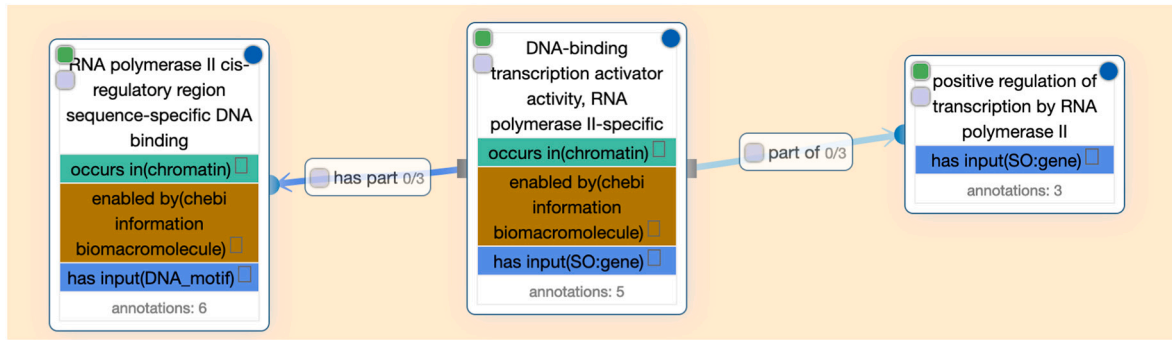 RNA polymerase II cis-
regulatory region
sequence-specific DNA
binding
occurs in(chromatin)
enabled by(chebi
information
biomacromolecule)
has input(DNA_motif)
annotations: 6
has part 0/3
DNA-binding
transcription activator
activity, RNA
polymerase II-specific
occurs in(chromatin)
enabled by(chebi
information
biomacromolecule)
has input(SO:gene)
annotations: 5
part of 0/3
positive regulation of
transcription by RNA
polymerase II
has input(SO:gene)
annotations: 3